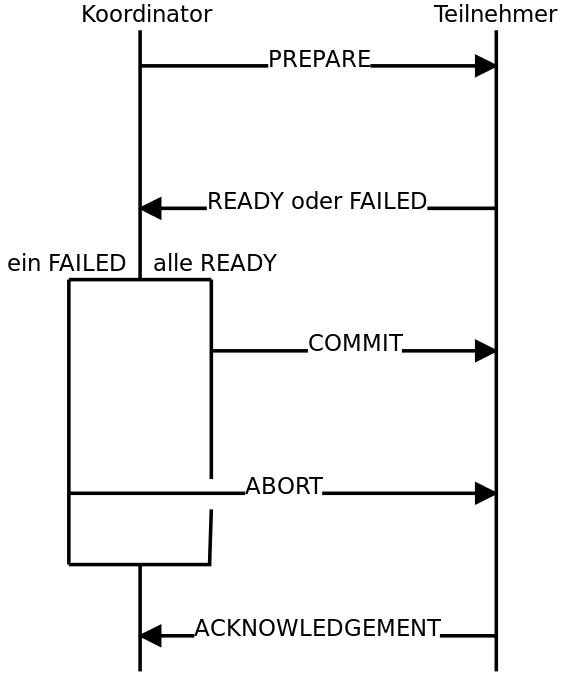 Koordinator
Teilnehmer
PREPARE
READY oder FAILED
ein FAILED
alle READY
COMMIT
ABORT
ACKNOWLEDGEMENT